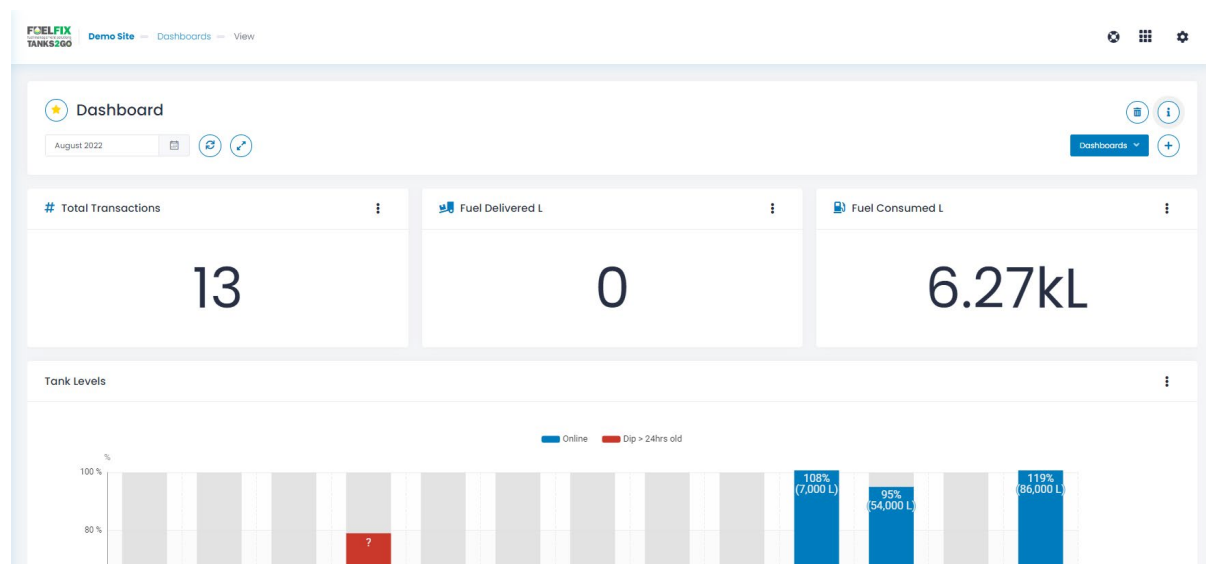 FUELFIX
TANKS2GO
Demo Site — Dashboards — View
Dashboard
August 2022
Dashboards
# Total Transactions
Fuel Delivered L
Fuel Consumed L
13
0
6.27kL
Tank Levels
Online
Dip > 24hrs old
%
100 %
108%
(7,000 L)
119%
(86,000 L)
95%
(54,000 L)
80 %
?